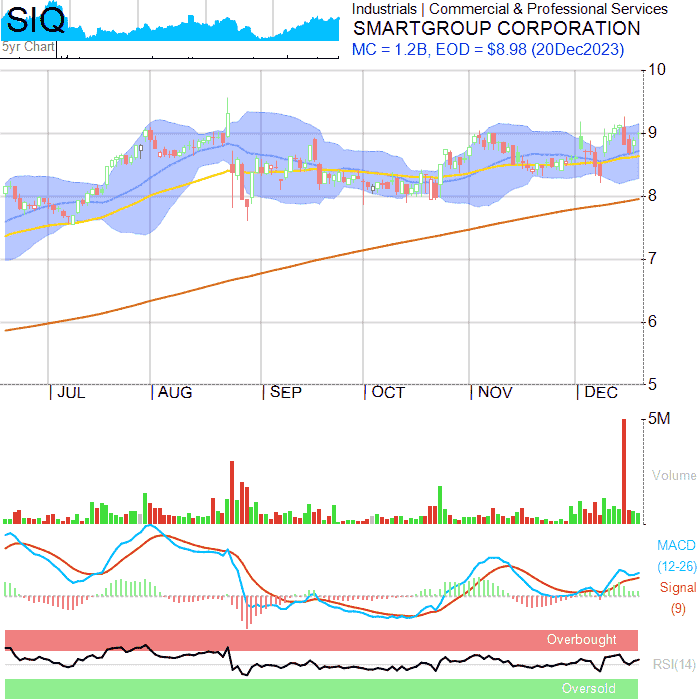 SIQ
5yr Chart
Industrials | Commercial & Professional Services
SMARTGROUP CORPORATION
MC = 1.2B, EOD = $8.98 (20Dec2023)
10
9
8
7
6
5
JUL AUG SEP OCT NOV DEC
5M
Volume
MACD
(12-26)
Signal
(9)
Overbought
RSI(14)
Oversold